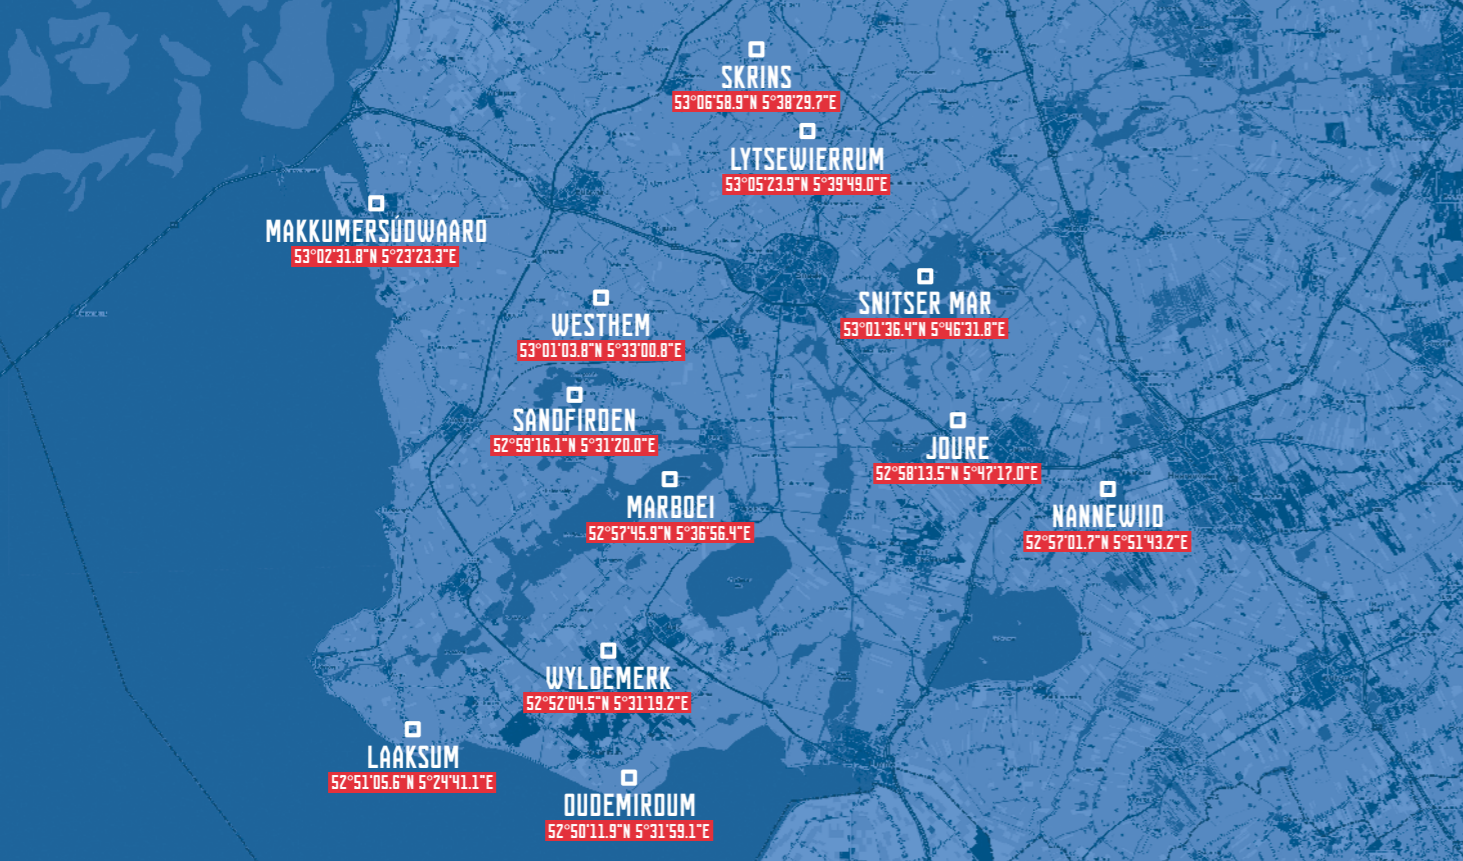 SKRINS
53°06'58.9"N 5°38'29.7"E
LYTSEWIERRUM
53°05'23.9"N 5°39'49.0"E
MAKKUMERSÚDWAARD
53°02'31.8"N 5°23'23.3"E
SNITSER MAR
53°01'36.4"N 5°46'31.8"E
WESTHEM
53°01'03.8"N 5°33'00.8"E
SANDFIRDEN
52°59'16.1"N 5°31'20.0"E
JOURE
52°58'13.5"N 5°47'17.0"E
MARBOEI
52°57'45.9"N 5°36'56.4"E
NANNEWIID
52°57'01.7"N 5°51'43.2"E
WYLDEMERK
52°52'04.5"N 5°31'19.2"E
LAAKSUM
52°51'05.6"N 5°24'41.1"E
OUDEMIRDUM
52°50'11.9"N 5°31'59.1"E